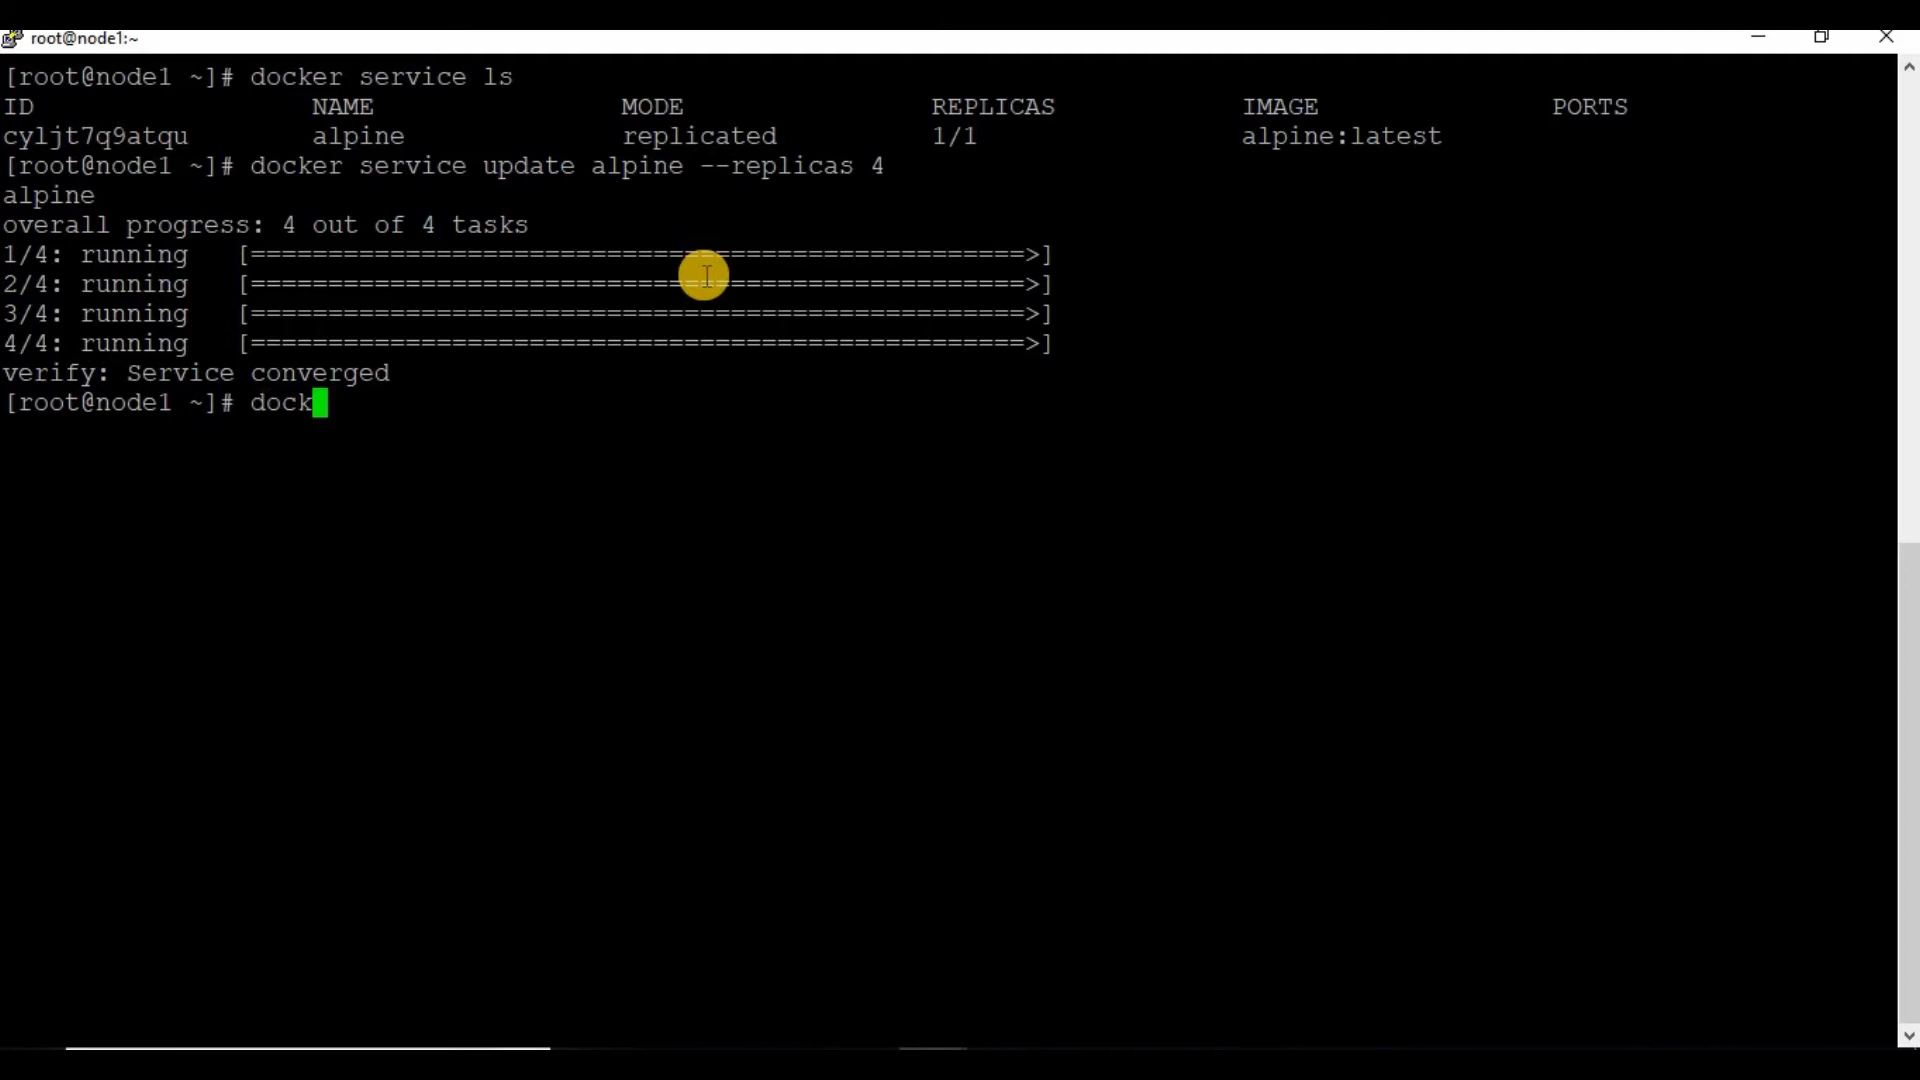 root@node1:~
[root@node1 ~]# docker service ls
ID NAME MODE REPLICAS IMAGE PORTS
cyljt7q9atqu alpine replicated 1/1 alpine:latest
[root@node1 ~]# docker service update alpine --replicas 4
alpine
overall progress: 4 out of 4 tasks
1/4: running [==================================================>]
2/4: running [==================================================>]
3/4: running [==================================================>]
4/4: running [==================================================>]
verify: Service converged
[root@node1 ~]# dock